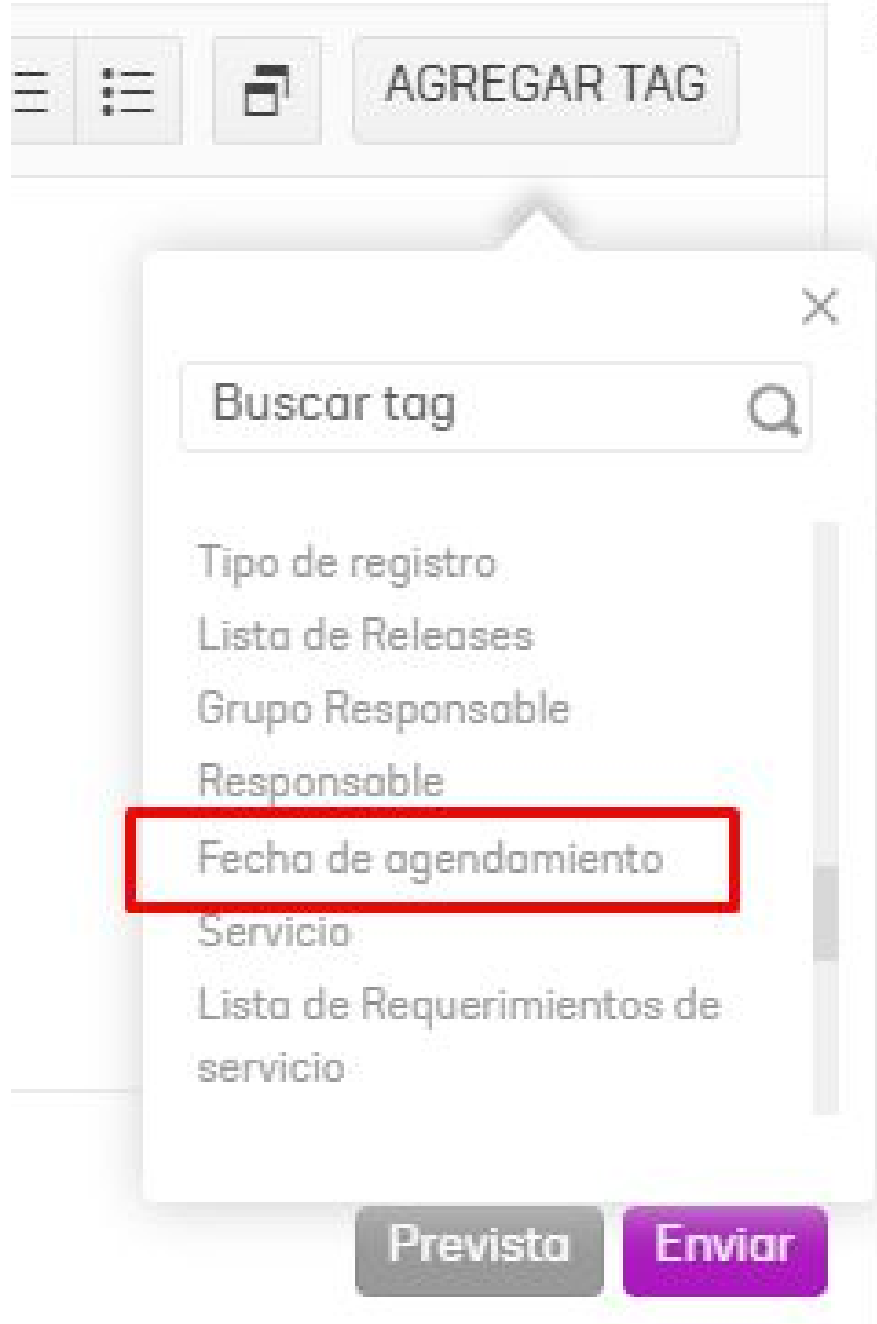 AGREGAR TAG
Buscar tag
Tipo de registro
Lista de Releases
Grupo Responsable
Responsable
Fecha de agendamiento
Servicio
Lista de Requerimientos de
servicio
Prevista
Enviar